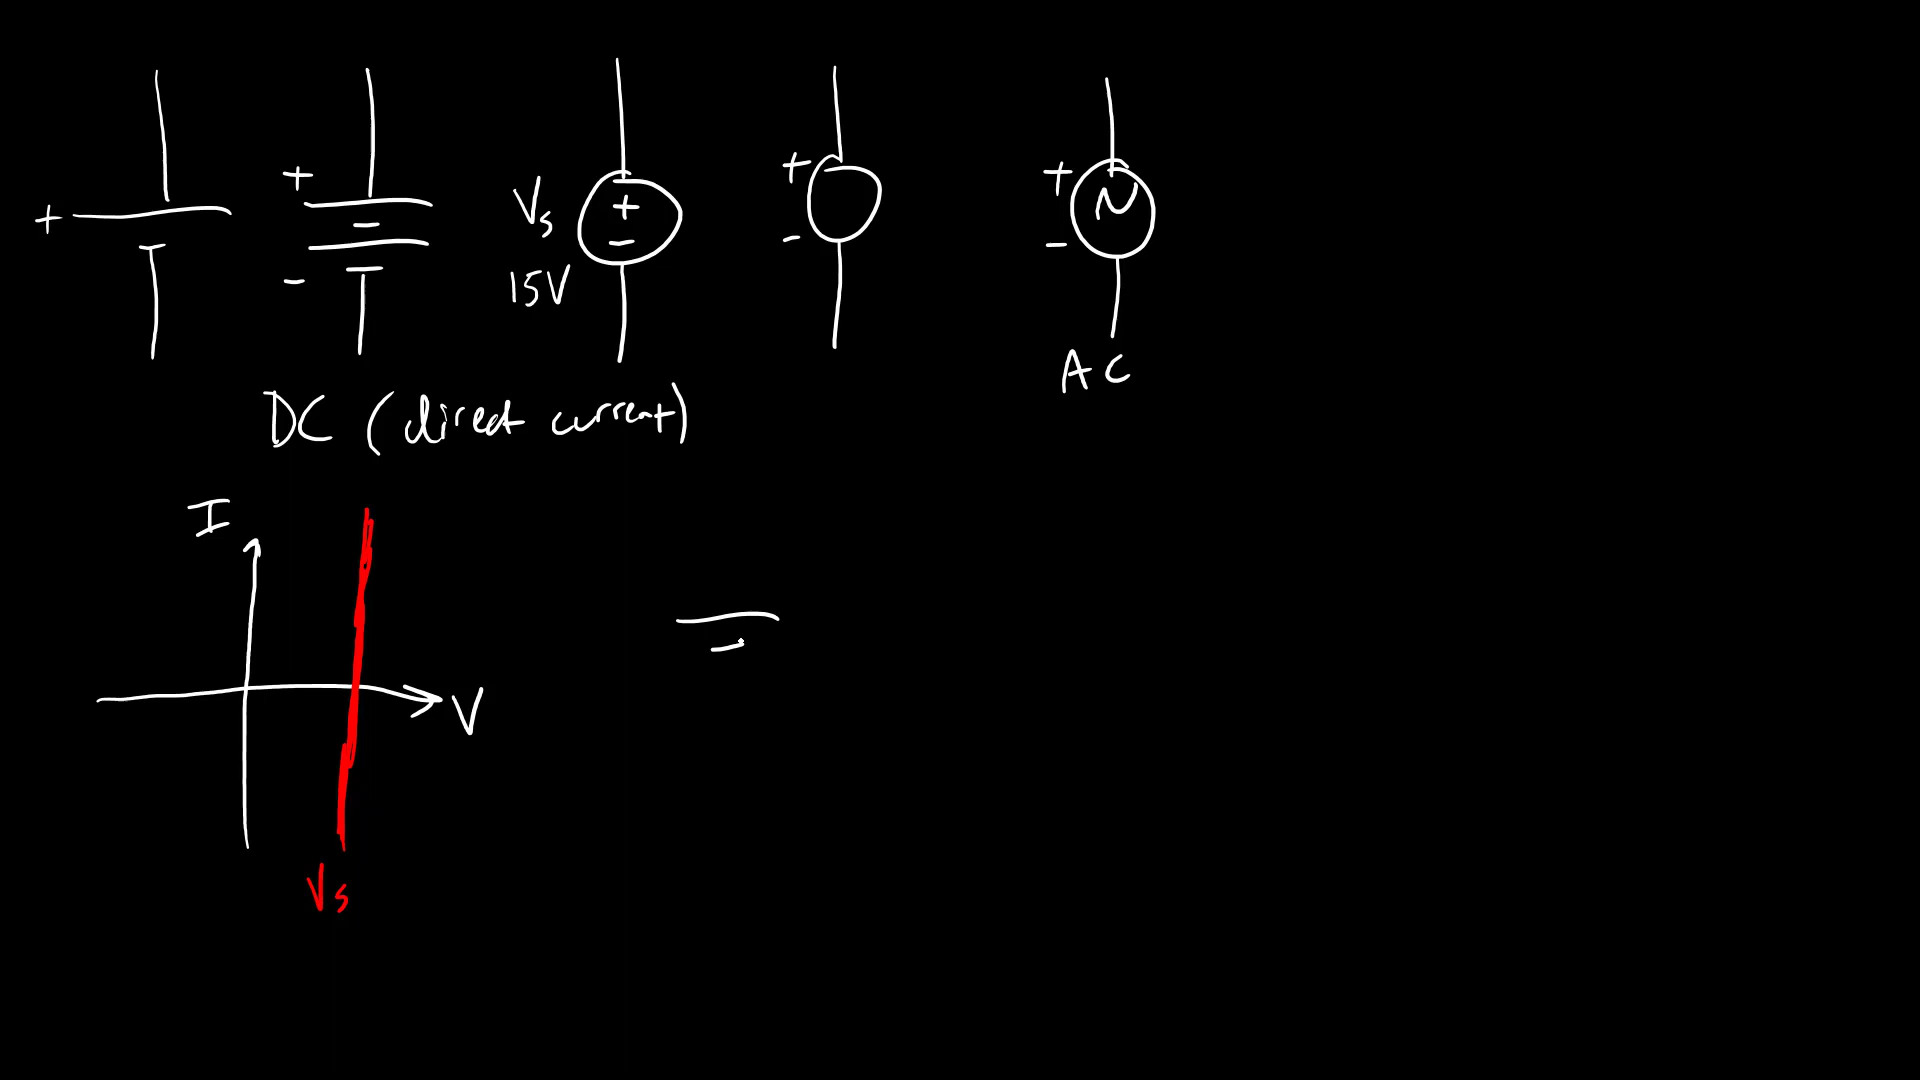 +
+
-
Vs
15V
+
-
+
-
+
-
N
AC
DC (direct current)
I
V
Vs